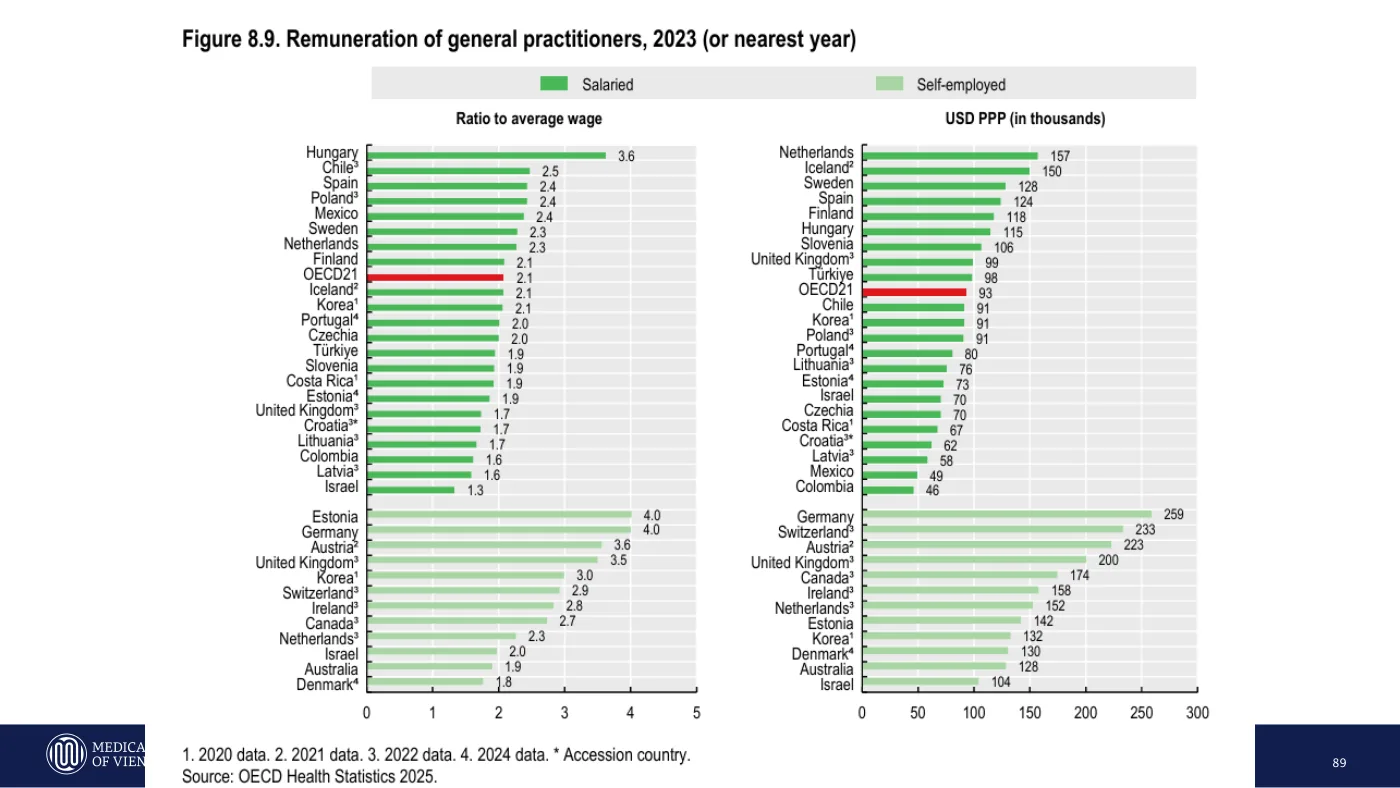 Figure 8.9. Remuneration of general practitioners, 2023 (or nearest year)
Salaried
Self-employed
Ratio to average wage
Hungary 3.6
Chile³ 2.5
Spain 2.4
Poland³ 2.4
Mexico 2.4
Sweden 2.3
Netherlands 2.3
Finland 2.1
OECD21 2.1
Iceland² 2.1
Korea¹ 2.1
Portugal⁴ 2.0
Czechia 2.0
Türkiye 1.9
Slovenia 1.9
Costa Rica¹ 1.9
Estonia⁴ 1.9
United Kingdom³ 1.7
Croatia³* 1.7
Lithuania³ 1.7
Colombia 1.6
Latvia³ 1.6
Israel 1.3
Estonia 4.0
Germany 4.0
Austria² 3.6
United Kingdom³ 3.5
Korea¹ 3.0
Switzerland³ 2.9
Ireland³ 2.8
Canada³ 2.7
Netherlands³ 2.3
Israel 2.0
Australia 1.9
Denmark⁴ 1.8
0 1 2 3 4 5
USD PPP (in thousands)
Netherlands 157
Iceland² 150
Sweden 128
Spain 124
Finland 118
Hungary 115
Slovenia 106
United Kingdom³ 99
Türkiye 98
OECD21 93
Chile 91
Korea¹ 91
Poland³ 91
Portugal⁴ 80
Lithuania³ 76
Estonia⁴ 73
Israel 70
Czechia 70
Costa Rica¹ 67
Croatia³* 62
Latvia³ 58
Mexico 49
Colombia 46
Germany 259
Switzerland³ 233
Austria² 223
United Kingdom³ 200
Canada³ 174
Ireland³ 158
Netherlands³ 152
Estonia 142
Korea¹ 132
Denmark⁴ 130
Australia 128
Israel 104
0 50 100 150 200 250 300
1. 2020 data. 2. 2021 data. 3. 2022 data. 4. 2024 data. * Accession country.
Source: OECD Health Statistics 2025.
MEDICA
OF VIEN
89